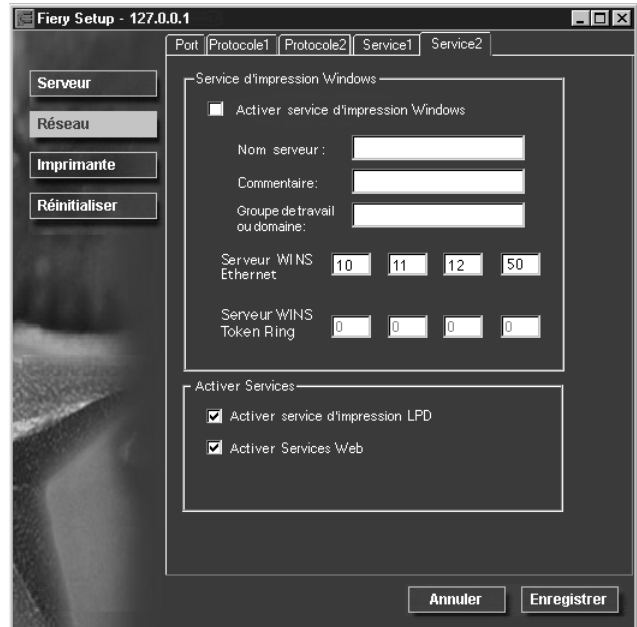 Fiery Setup - 127.0.0.1
Port Protocole1 Protocole2 Service1 Service2
Serveur
Réseau
Imprimante
Réinitialiser
Service d'impression Windows
Activer service d'impression Windows
Nom serveur :
Commentaire:
Groupe de travail
ou domaine:
Serveur WINS
Ethernet
10 11 12 50
Serveur WINS
Token Ring
0 0 0 0
Activer Services
Activer service d'impression LPD
Activer Services Web
Annuler Enregistrer